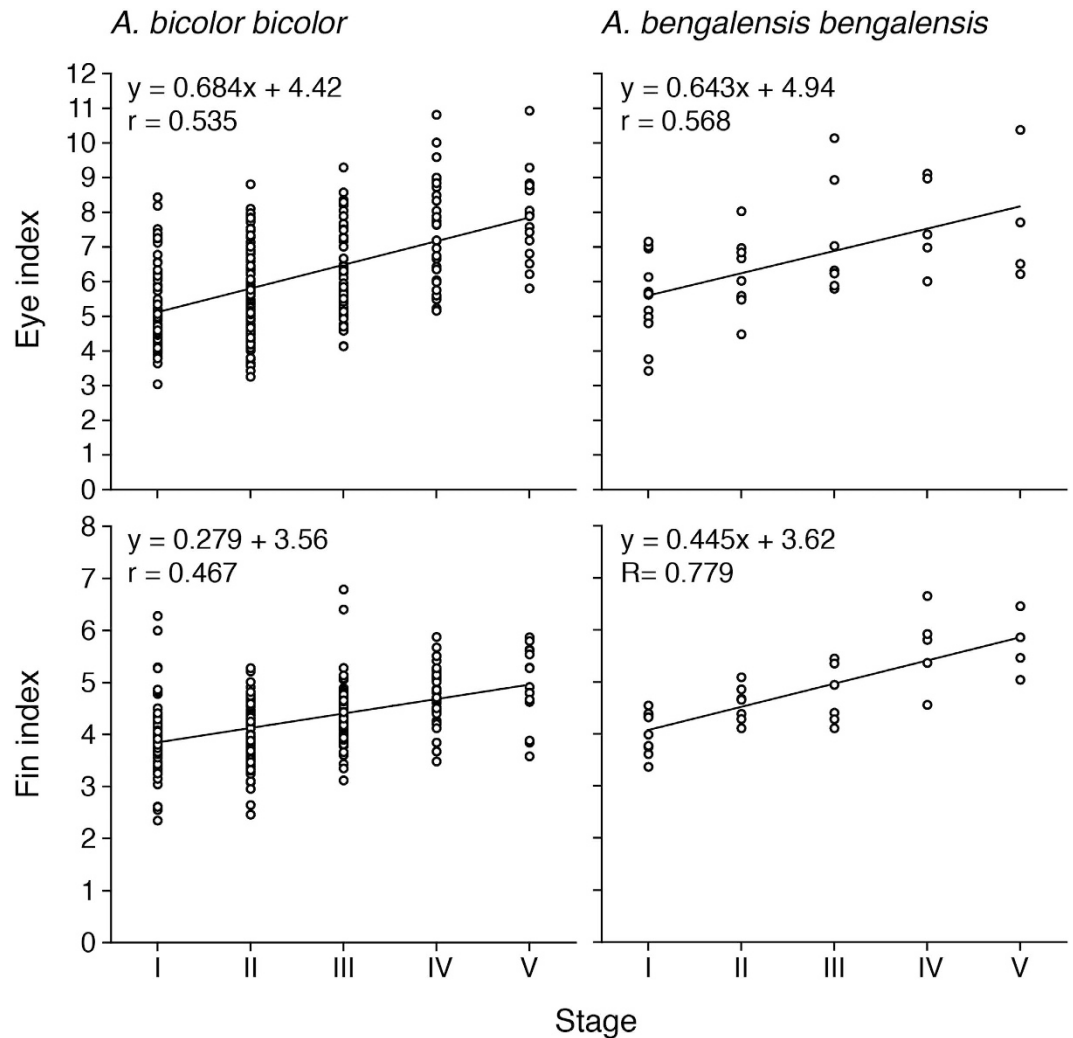 A. bicolor bicolor
A. bengalensis bengalensis
y = 0.684x + 4.42
r = 0.535
y = 0.643x + 4.94
r = 0.568
Eye index
12
11
10
9
8
7
6
5
4
3
2
1
0
y = 0.279 + 3.56
r = 0.467
y = 0.445x + 3.62
R= 0.779
Fin index
8
7
6
5
4
3
2
1
0
I II III IV V
I II III IV V
Stage